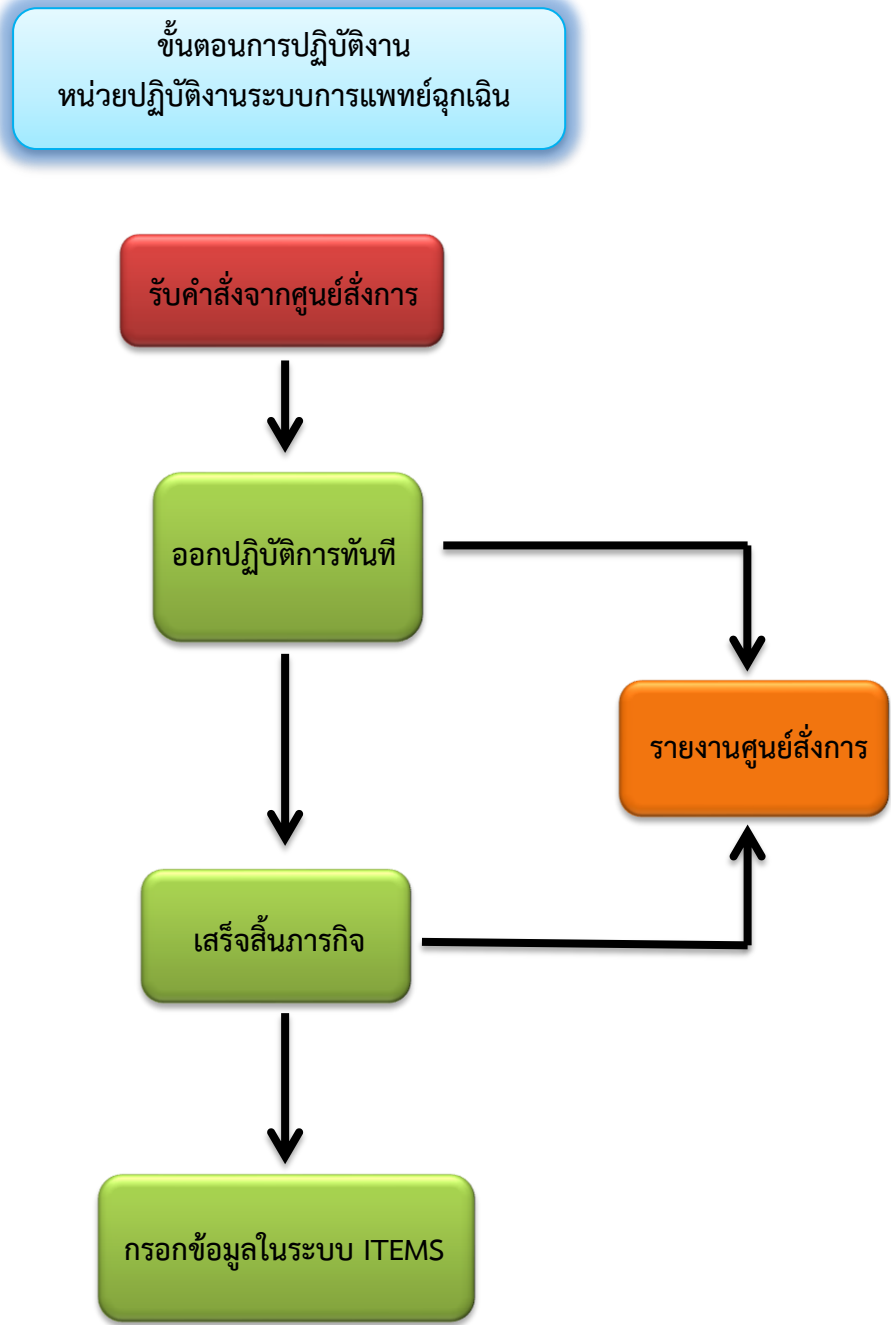 ขั้นตอนการปฏิบัติงาน
หน่วยปฏิบัติงานระบบการแพทย์ฉุกเฉิน
รับคำสั่งจากศูนย์สั่งการ
ออกปฏิบัติการทันที
รายงานศูนย์สั่งการ
เสร็จสิ้นภารกิจ
กรอกข้อมูลในระบบ ITEMS